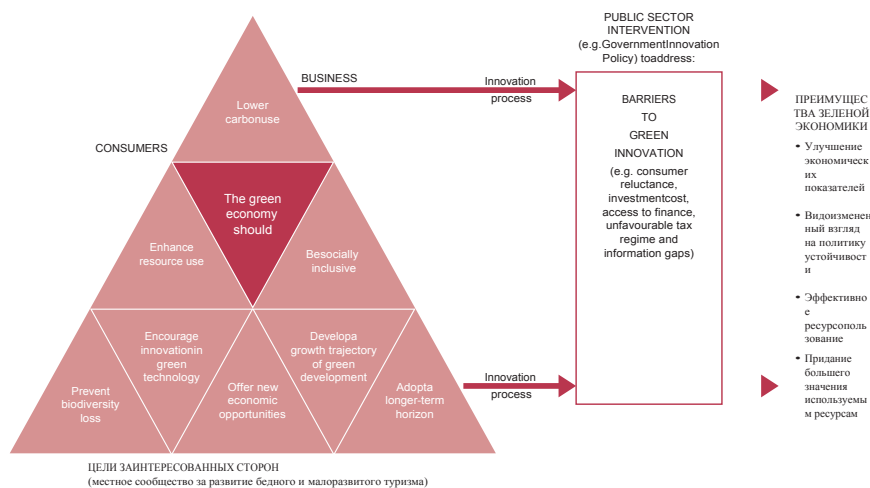 PUBLIC SECTOR
INTERVENTION
(e.g.GovernmentInnovation
Policy) toaddress:
BUSINESS
Innovation
process
Lower
carbonuse
CONSUMERS
The green
economy
should
Enhance
resource use
Besocially
inclusive
Encourage
innovationin
green
technology
Developa
growth trajectory
of green
development
Prevent
biodiversity
loss
Offer new
economic
opportunities
Adopta
longer-term
horizon
Innovation
process
BARRIERS
TO
GREEN
INNOVATION
(e.g. consumer
reluctance,
investmentcost,
access to finance,
unfavourable tax
regime and
information gaps)
ПРЕИМУЩЕС
ТВА ЗЕЛЕНОЙ
ЭКОНОМИКИ
• Улучшение
экономическ
их
показателей
• Видоизменен
ный взгляд
на политику
устойчивост
и
• Эффективно
е
ресурсополь
зование
• Придание
большего
значения
используемы
м ресурсам
ЦЕЛИ ЗАИНТЕРЕСОВАННЫХ СТОРОН
(местное сообщество за развитие бедного и малоразвитого туризма)